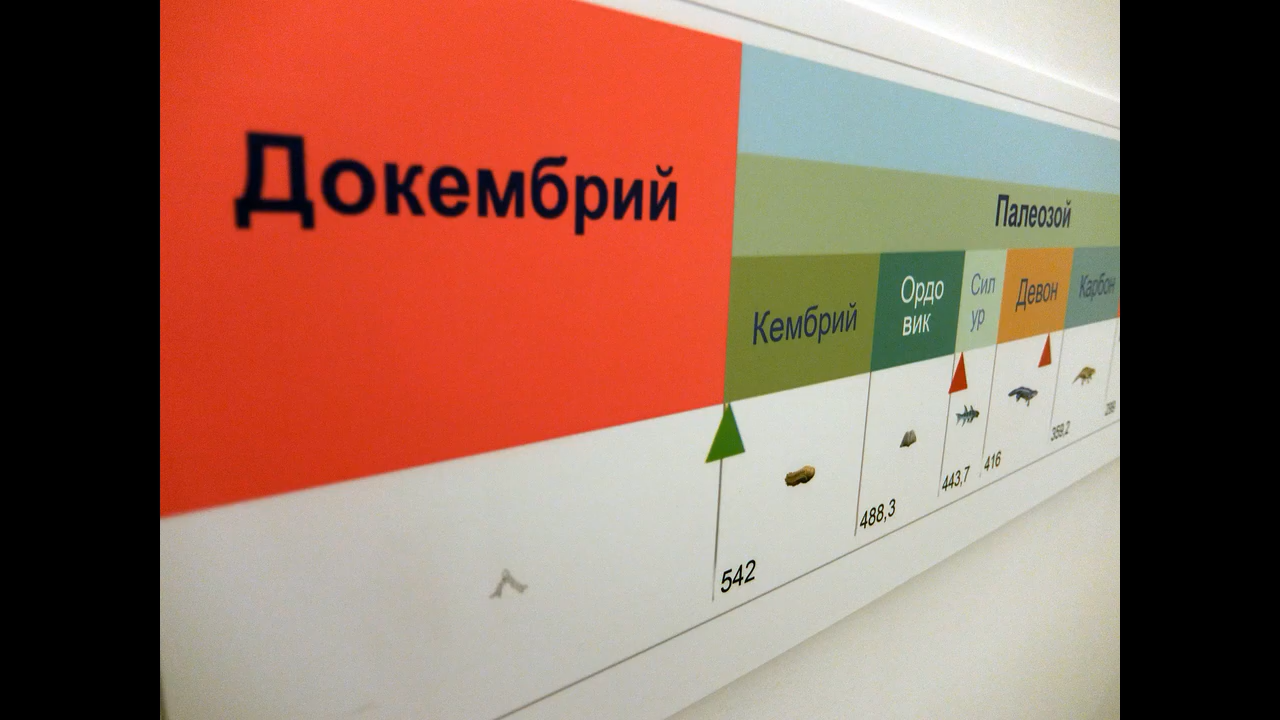 Докембрий
Палеозой
Кембрий
Ордо
вик
Сил
ур
Девон
Карбон
542
488,3
443,7
416
359,2